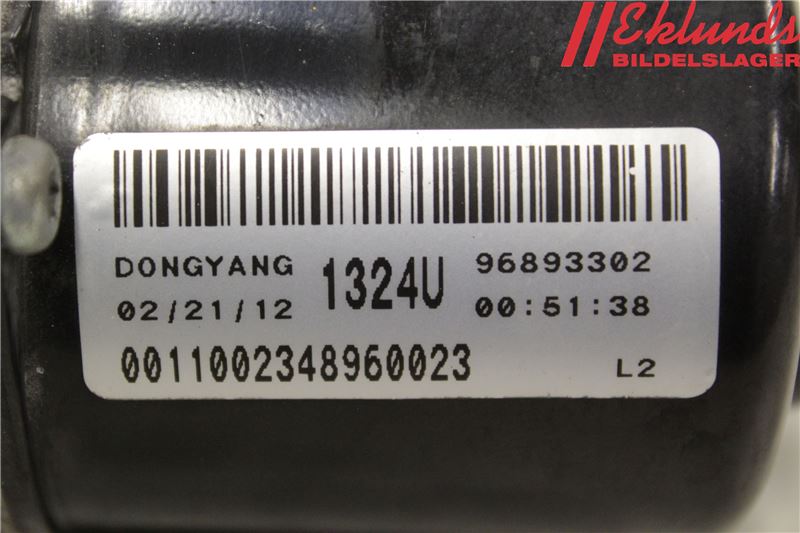 Eklunds
BILDELSLAGER
DONGYANG 1324U 96893302
02/21/12 00:51:38
0011002348960023 L2